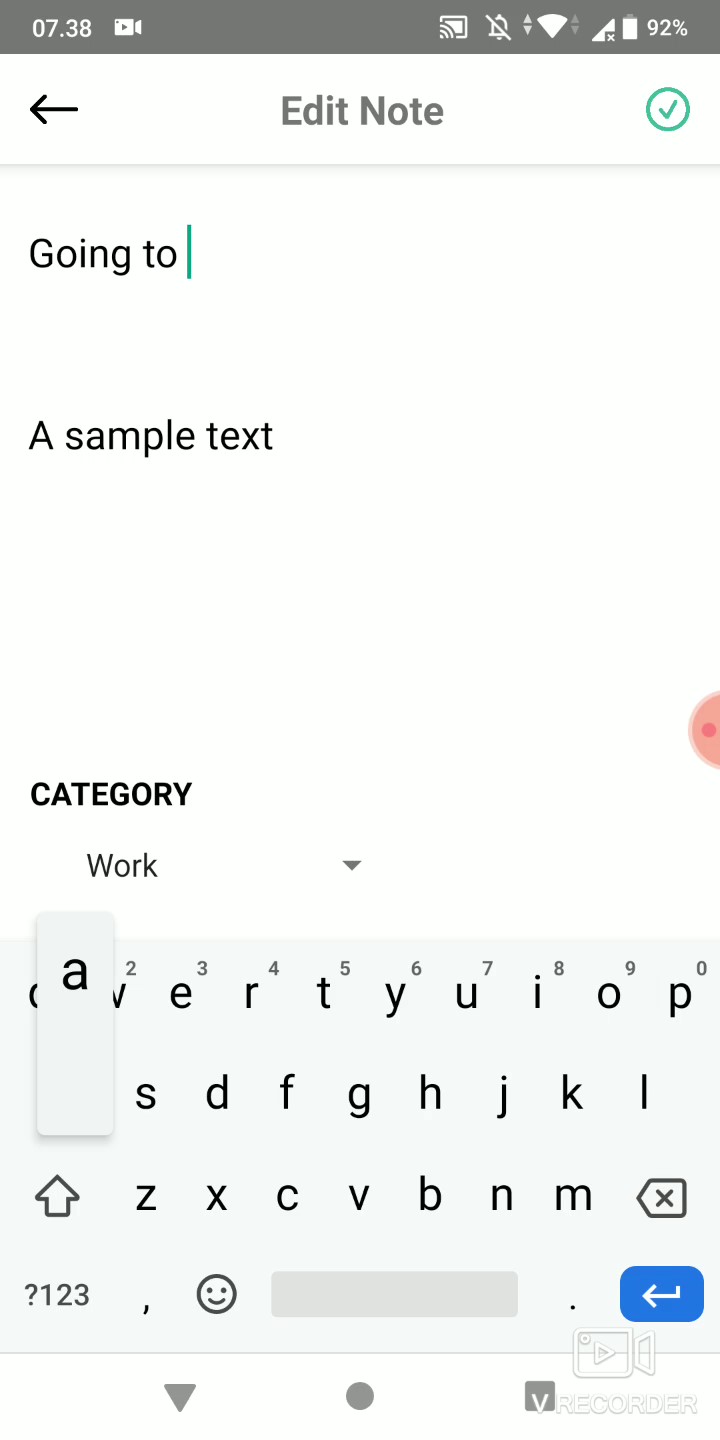 07.38 92%
Edit Note
Going to
A sample text
CATEGORY
Work
a
2 3 4 5 6 7 8 9 0
e r t y u i o p
s d f g h j k l
z x c v b n m
?123 , .
V RECORDER